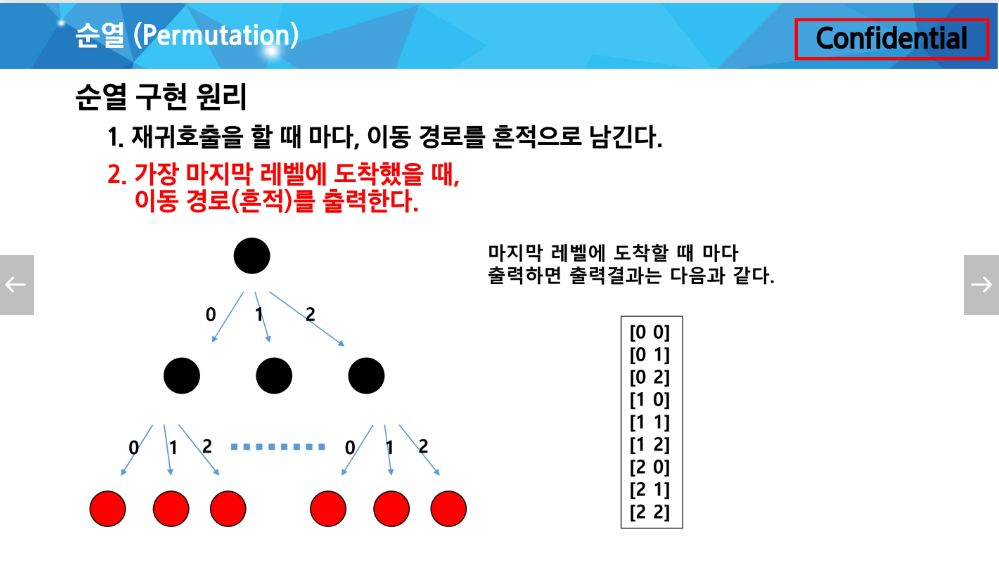 순열 (Permutation)
Confidential
순열 구현 원리
1. 재귀호출을 할 때 마다, 이동 경로를 흔적으로 남긴다.
2. 가장 마지막 레벨에 도착했을 때,
이동 경로(흔적)를 출력한다.
마지막 레벨에 도착할 때 마다
출력하면 출력결과는 다음과 같다.
0 1 2
0 1 2 0 1 2
[0 0]
[0 1]
[0 2]
[1 0]
[1 1]
[1 2]
[2 0]
[2 1]
[2 2]